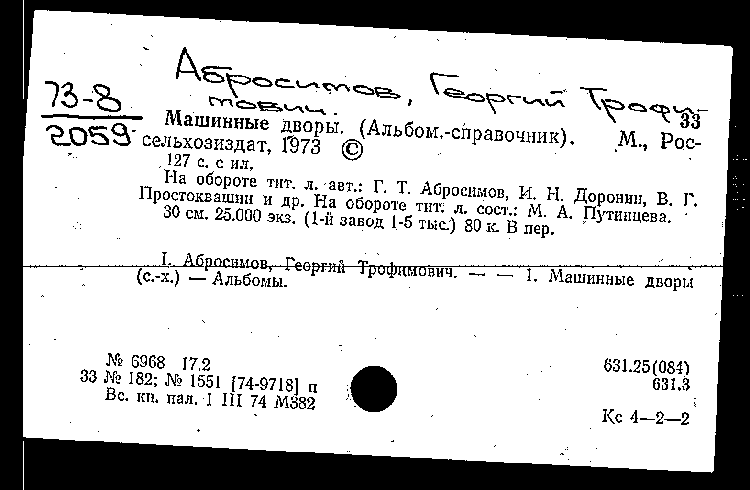 Абросимов, Георгий Трофи-
мович.
73-8
2059
33
Машинные дворы. (Альбом.-справочник). М., Рос-
сельхозиздат, 1973 ©
127 с. с ил.
На обороте тит. л. авт.: Г. Т. Абросимов, И. Н. Доронин, В. Г.
Простоквашин и др. На обороте тит. л. сост.: М. А. Путинцева.
30 см. 25.000 экз. (1-й завод 1-5 тыс.) 80 к. В пер.
I. Абросимов, Георгий Трофимович. — — 1. Машинные дворы
(с.-х.) — Альбомы.
№ 6968 17.2
33 № 182; № 1551 [74-9718] п
Вс. кн. пал. I III 74 М382
631.25(084)
631.3
Кс 4—2—2